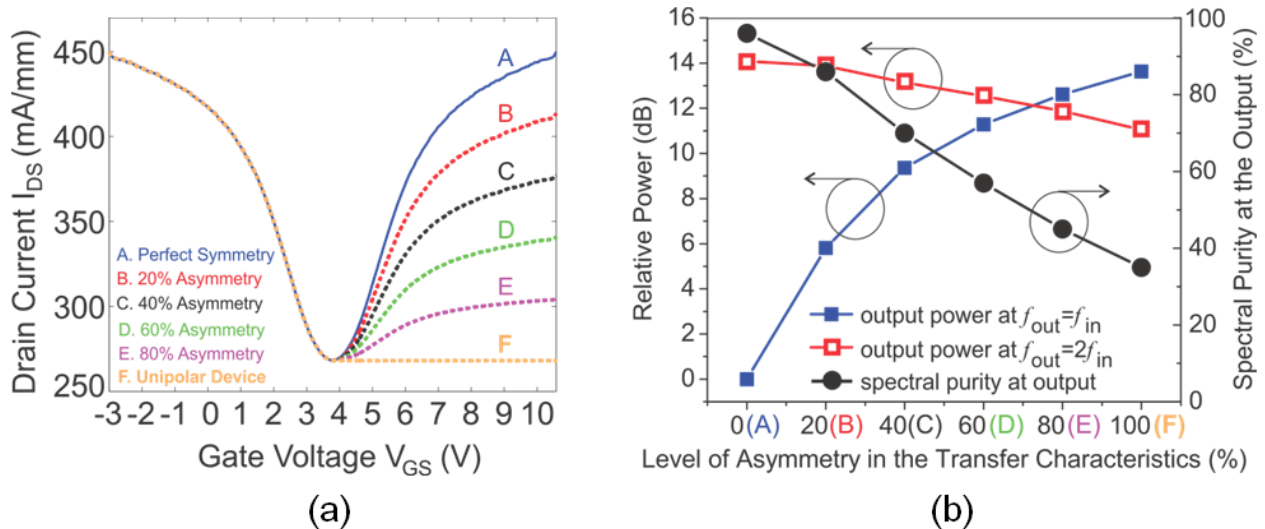 450
400
350
300
250
Drain Current I_DS (mA/mm)
A
B
C
D
E
F
A. Perfect Symmetry
B. 20% Asymmetry
C. 40% Asymmetry
D. 60% Asymmetry
E. 80% Asymmetry
F. Unipolar Device
-3 -2 -1 0 1 2 3 4 5 6 7 8 9 10
Gate Voltage V_GS (V)
(a)
16
14
12
10
8
6
4
2
0
Relative Power (dB)
output power at f_out=f_in
output power at f_out=2f_in
spectral purity at output
100
80
60
40
20
0
Spectral Purity at the Output (%)
0(A) 20(B) 40(C) 60(D) 80(E) 100(F)
Level of Asymmetry in the Transfer Characteristics (%)
(b)